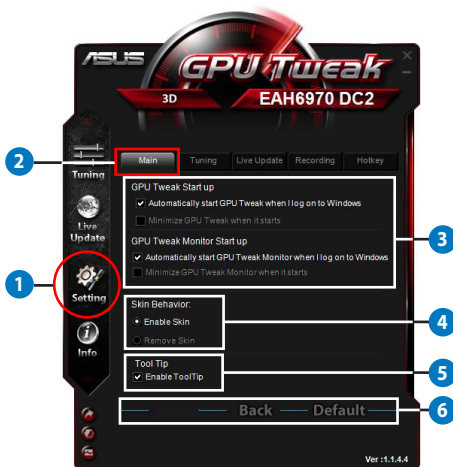 ASUS
GPU Tweak
3D
EAH6970 DC2
2
Main
Tuning
Live Update
Recording
Hotkey
Tuning
Live
Update
1
Setting
Info
GPU Tweak Start up
Automatically start GPU Tweak when I log on to Windows
Minimize GPU Tweak when it starts
3
GPU Tweak Monitor Start up
Automatically start GPU Tweak Monitor when I log on to Windows
Minimize GPU Tweak Monitor when it starts
Skin Behavior:
Enable Skin
4
Remove Skin
Tool Tip
5
Enable ToolTip
Back
Default
6
Ver :1.1.4.4